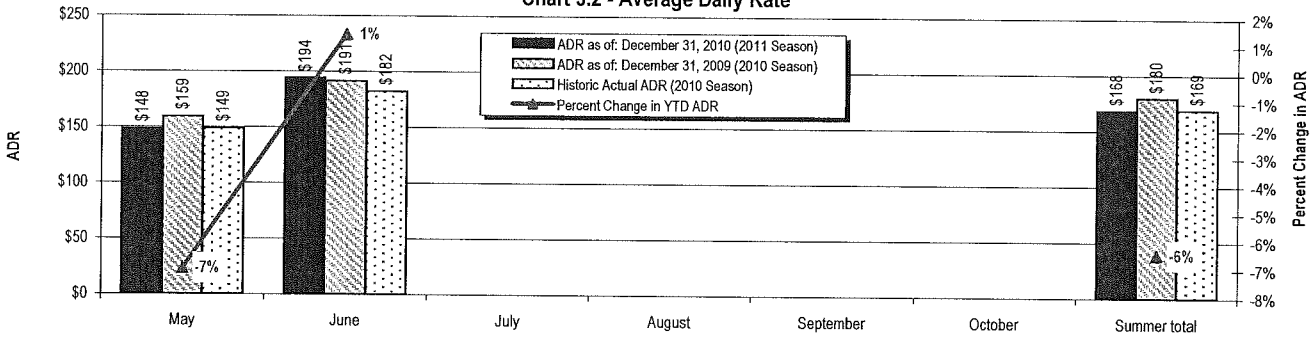 Chart 3.2 - Average Daily Rate
$250
$200
$150
$100
$50
$0
ADR
$148
$159
$149
-7%
$194
$191
$182
1%
ADR as of: December 31, 2010 (2011 Season)
ADR as of: December 31, 2009 (2010 Season)
Historic Actual ADR (2010 Season)
Percent Change in YTD ADR
$168
$180
$169
-6%
2%
1%
0%
-1%
-2%
-3%
-4%
-5%
-6%
-7%
-8%
Percent Change in ADR
May
June
July
August
September
October
Summer total